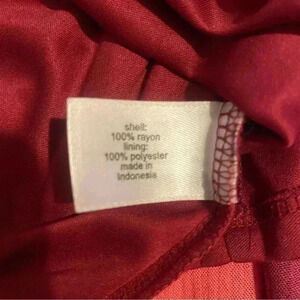 shell:
100% rayon
lining:
100% polyester
made in
Indonesia